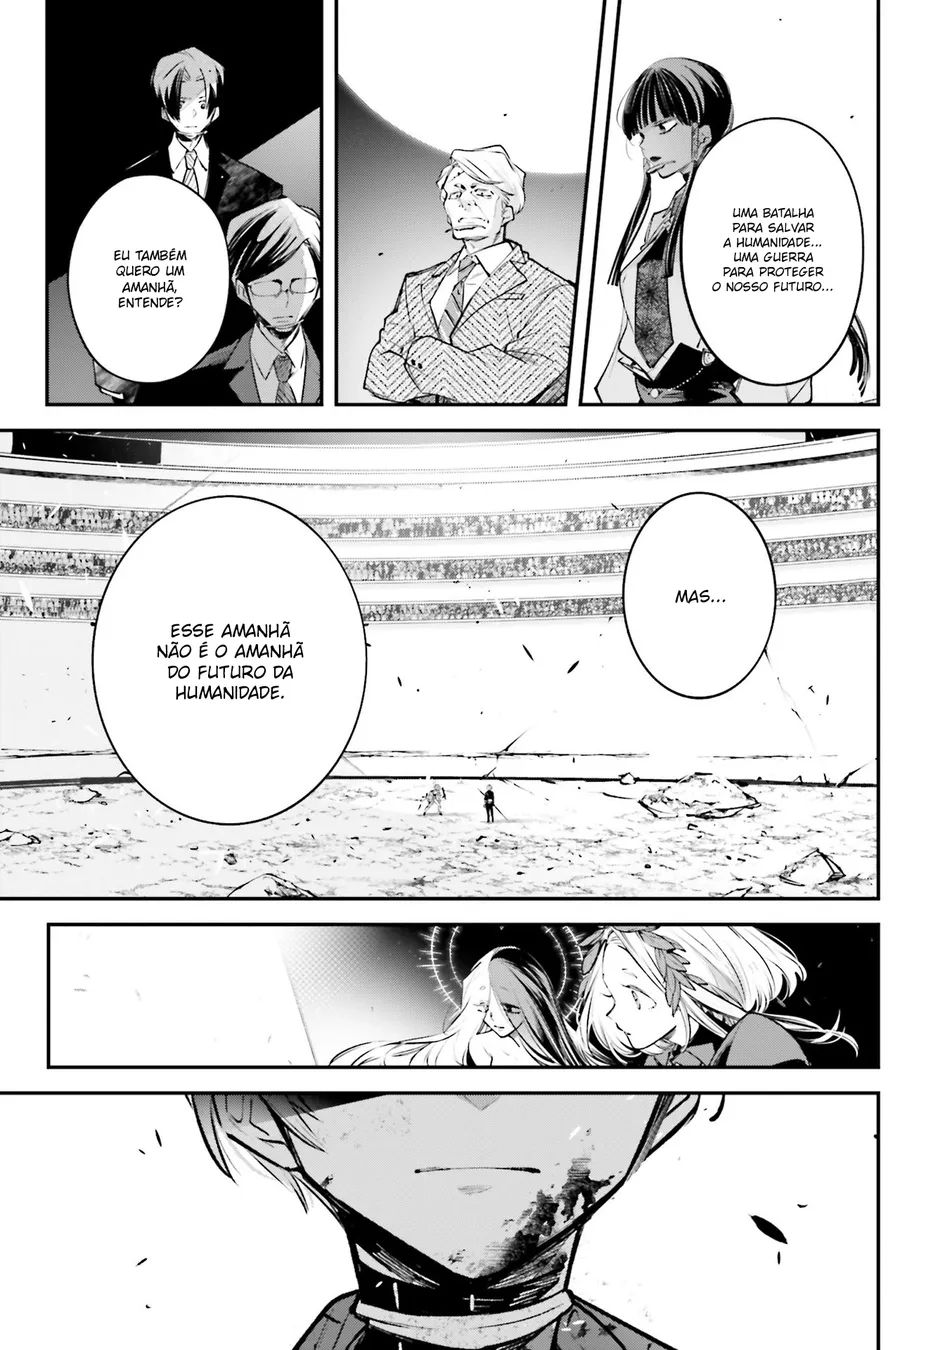 UMA BATALHA
PARA SALVAR
A HUMANIDADE...
UMA GUERRA
PARA PROTEGER
O NOSSO FUTURO...
EU TAMBÉM
QUERO UM
AMANHÃ,
ENTENDE?
MAS...
ESSE AMANHÃ
NÃO É O AMANHÃ
DO FUTURO DA
HUMANIDADE.